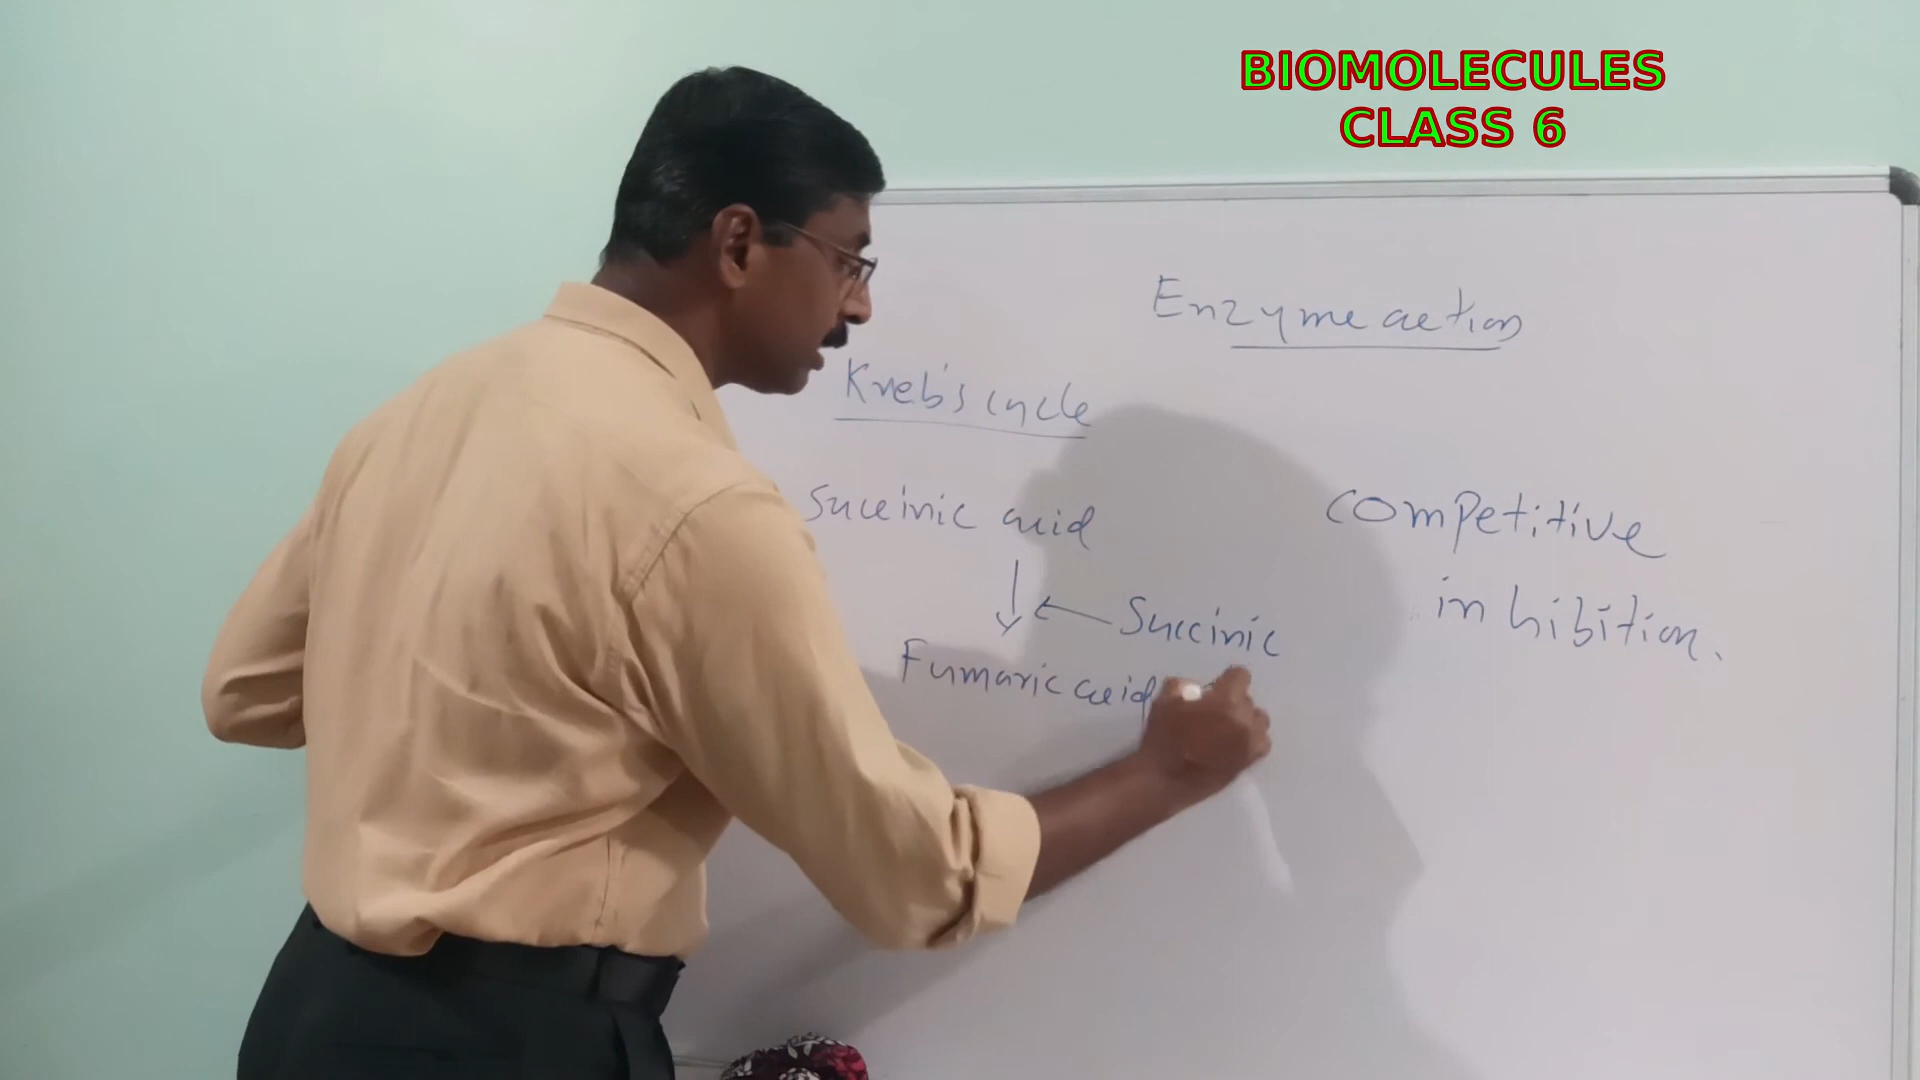 BIOMOLECULES
CLASS 6
Enzyme action
Kreb's cycle
Succinic acid
Competitive
inhibition.
Succinic
Fumaric acid